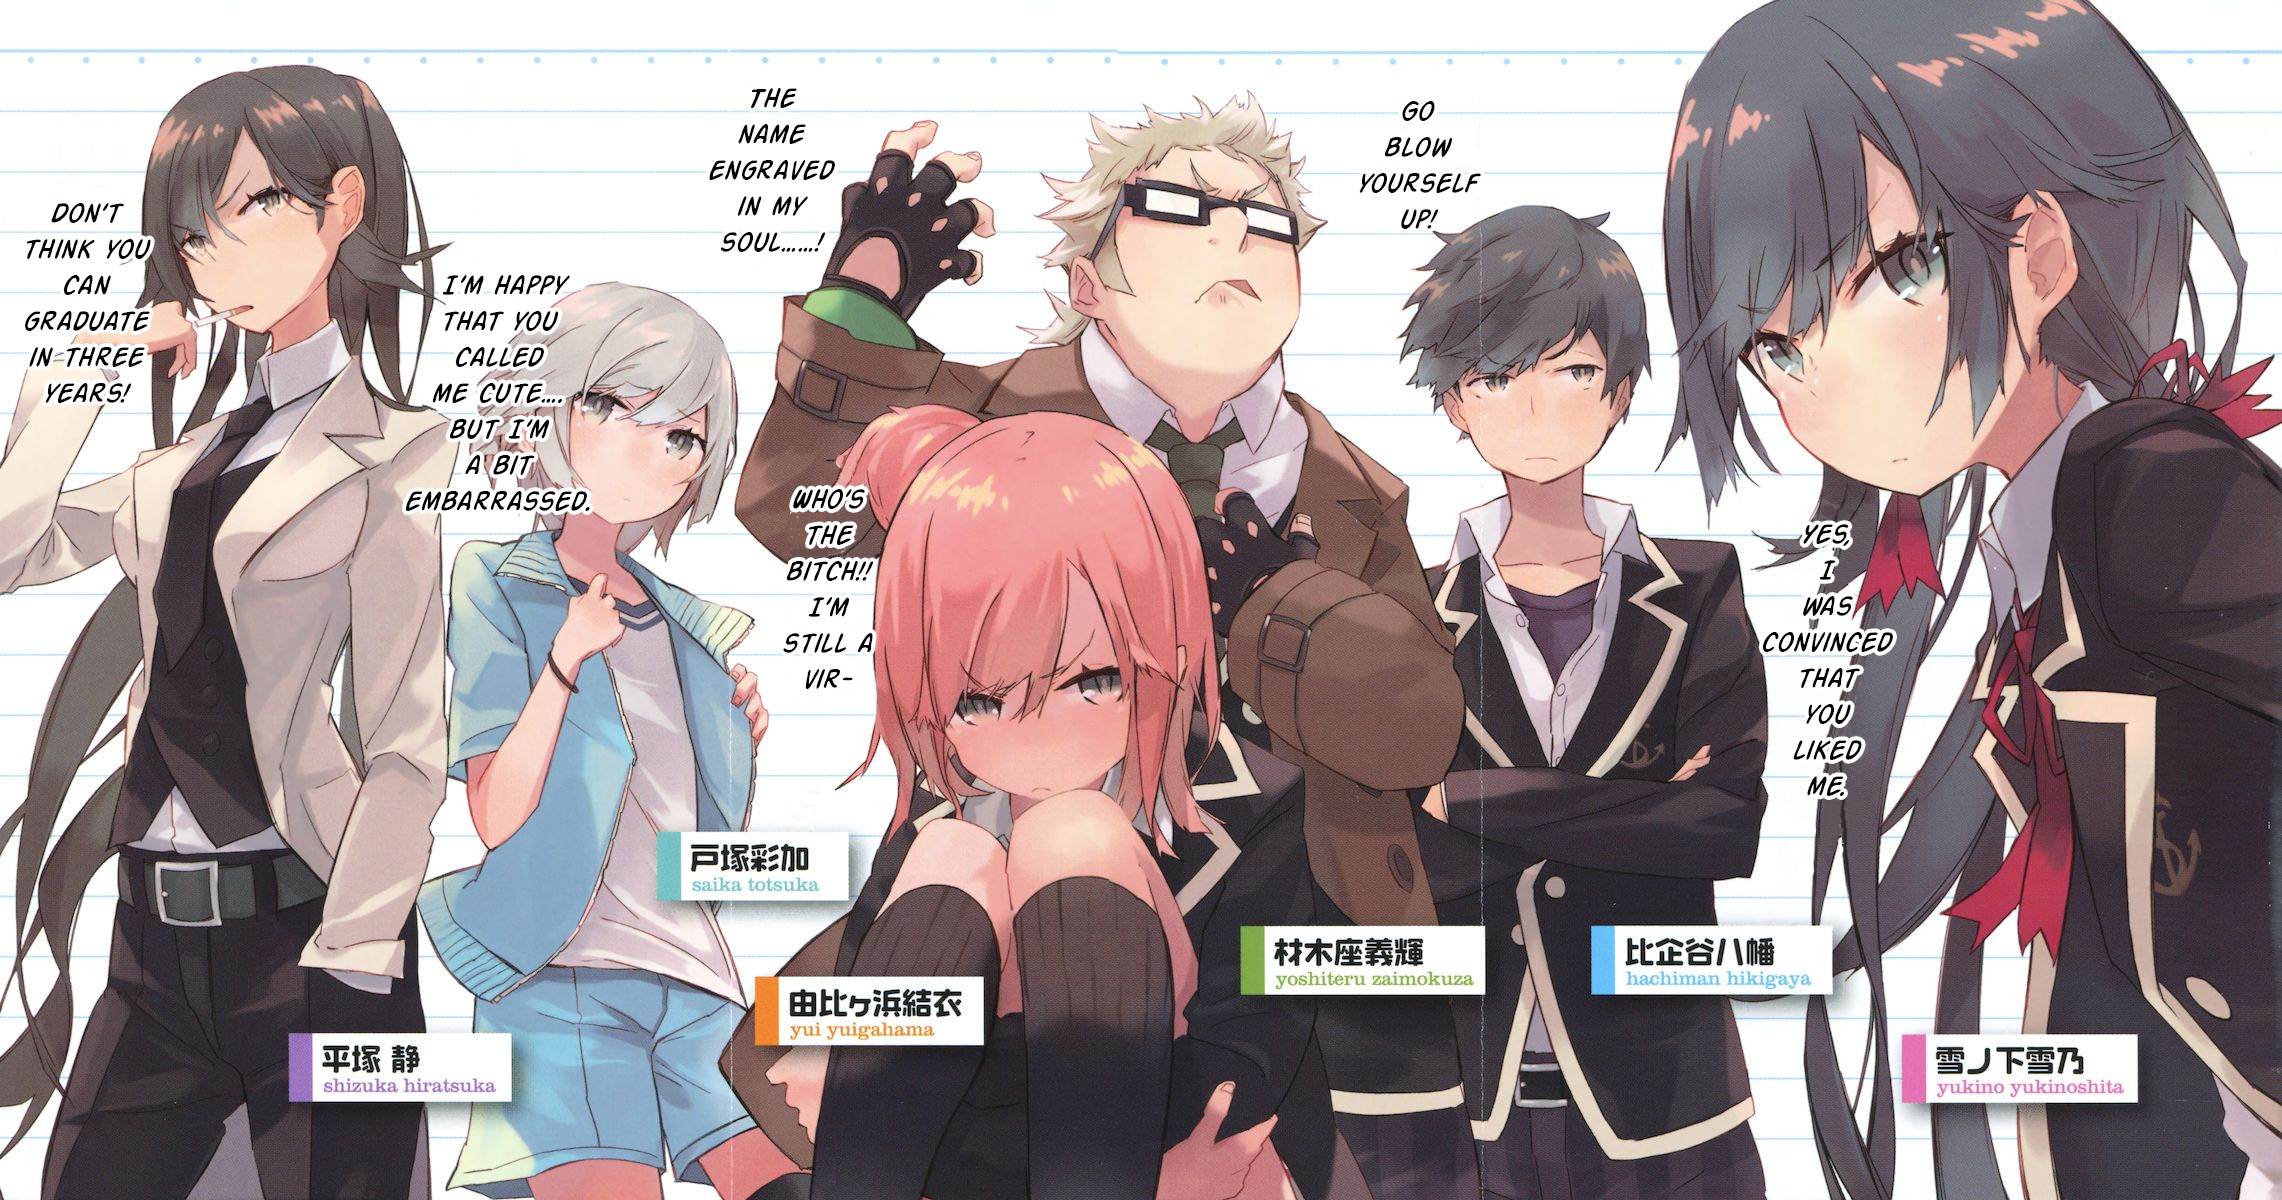 DON'T
THINK YOU
CAN
GRADUATE
IN THREE
YEARS!
平塚 静
shizuka hiratsuka
I'M HAPPY
THAT YOU
CALLED
ME CUTE....
BUT I'M
A BIT
EMBARRASSED.
戸塚彩加
saika totsuka
WHO'S
THE
BITCH!!
I'M
STILL A
VIR-
由比ヶ浜結衣
yui yuigahama
THE
NAME
ENGRAVED
IN MY
SOUL.......!
材木座義輝
yoshiteru zaimokuza
GO
BLOW
YOURSELF
UP!
比企谷八幡
hachiman hikigaya
YES,
I
WAS
CONVINCED
THAT
YOU
LIKED
ME.
雪ノ下雪乃
yukino yukinoshita